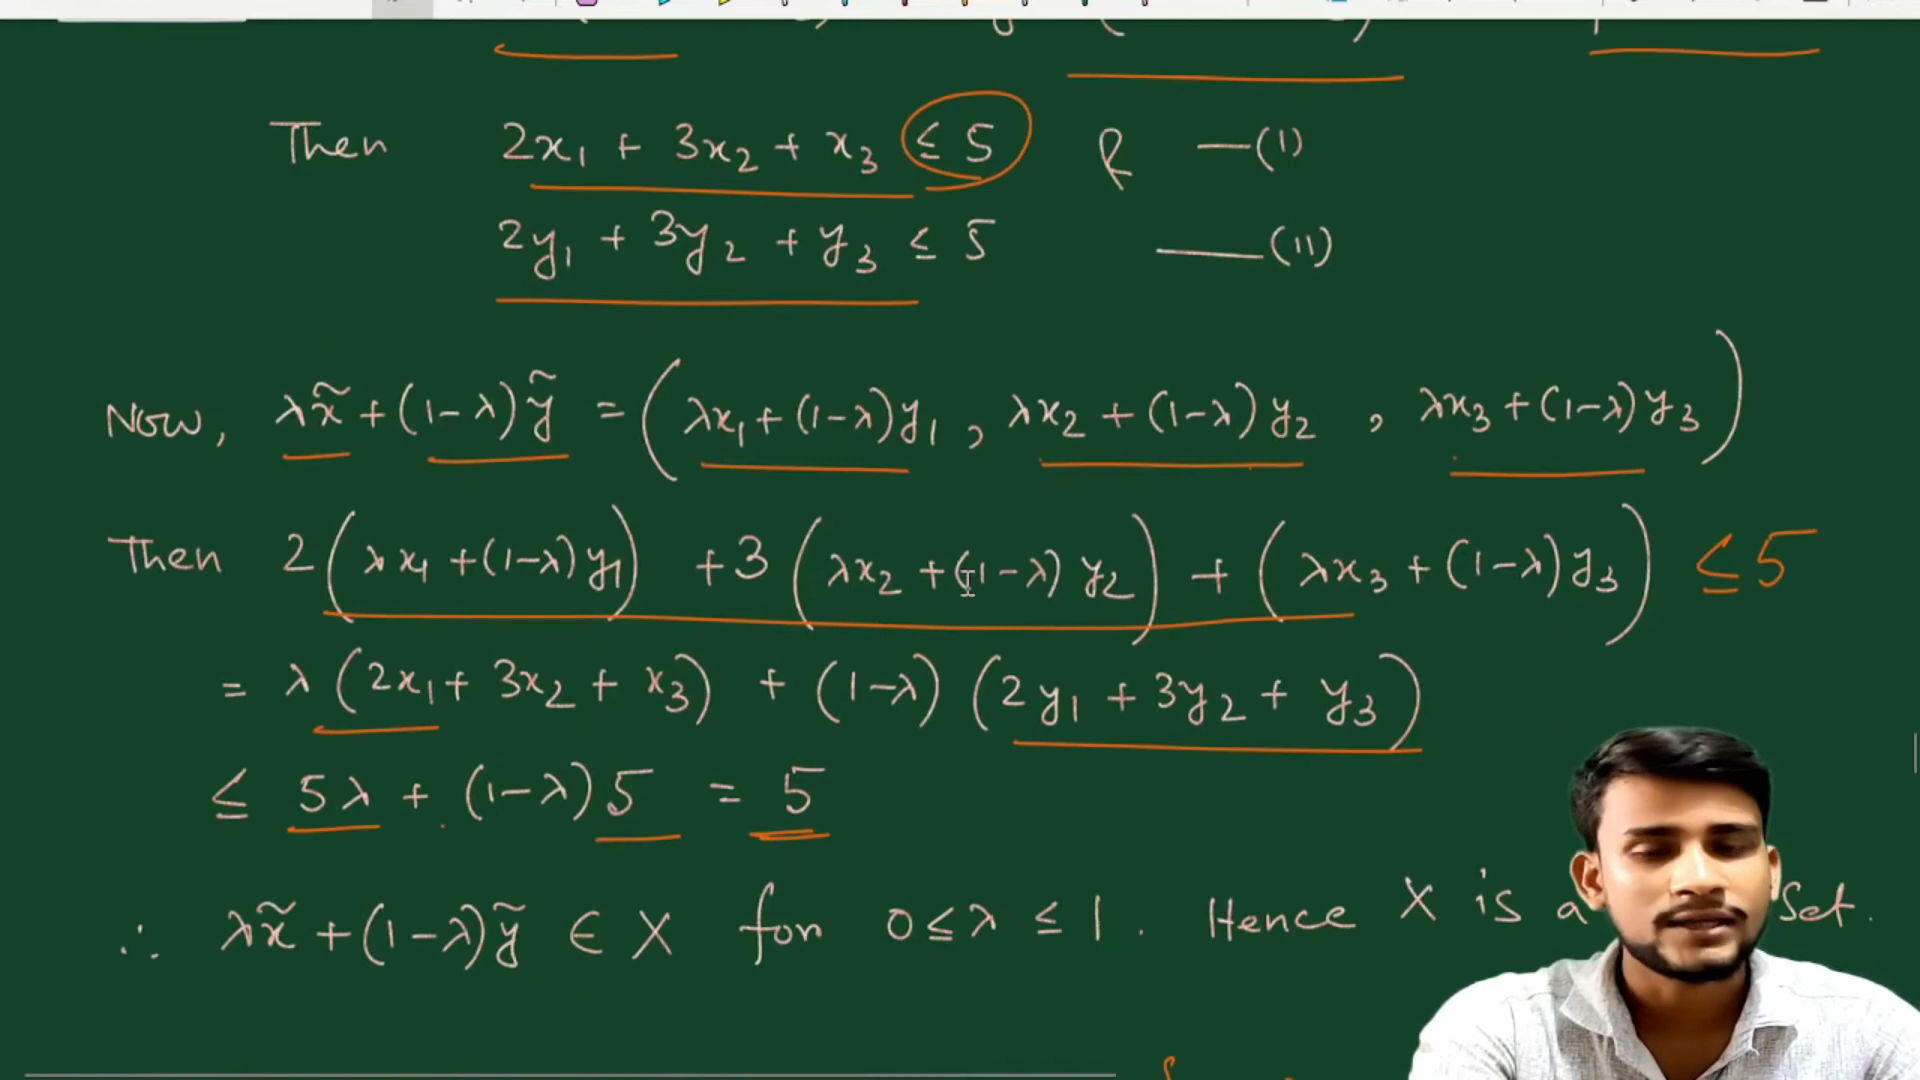 Then 2x₁ + 3x₂ + x₃ ≤ 5 & —(I)
2y₁ + 3y₂ + y₃ ≤ 5 —(II)
Now, λx̃ + (1-λ)ỹ = (λx₁ + (1-λ)y₁, λx₂ + (1-λ)y₂, λx₃ + (1-λ)y₃)
Then 2(λx₁ + (1-λ)y₁) + 3(λx₂ + (1-λ)y₂) + (λx₃ + (1-λ)y₃) ≤ 5
= λ(2x₁ + 3x₂ + x₃) + (1-λ)(2y₁ + 3y₂ + y₃)
≤ 5λ + (1-λ)5 = 5
∴ λx̃ + (1-λ)ỹ ∈ X for 0 ≤ λ ≤ 1. Hence X is a Set.